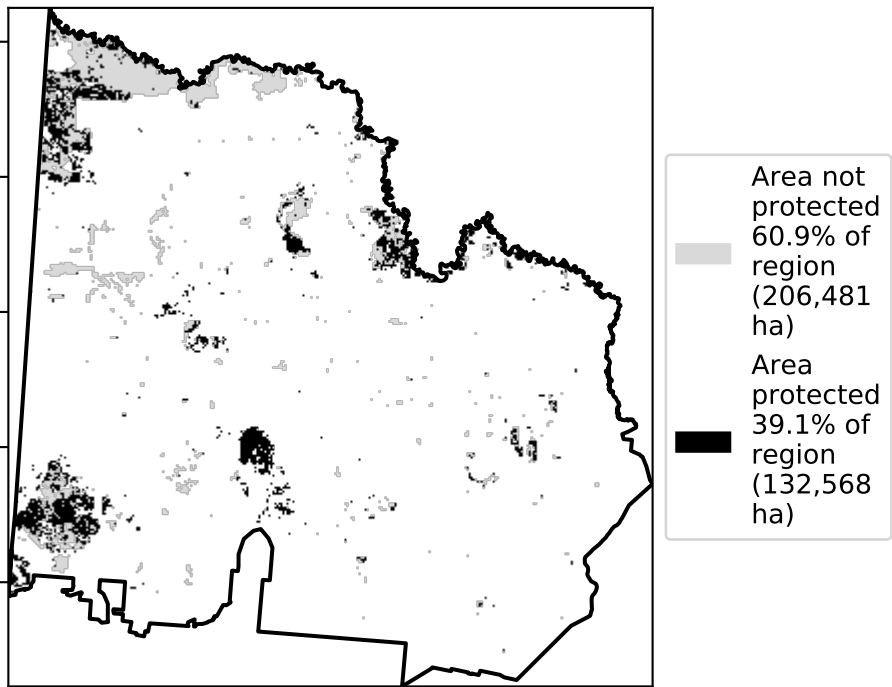 Area not
protected
60.9% of
region
(206,481
ha)
Area
protected
39.1% of
region
(132,568
ha)